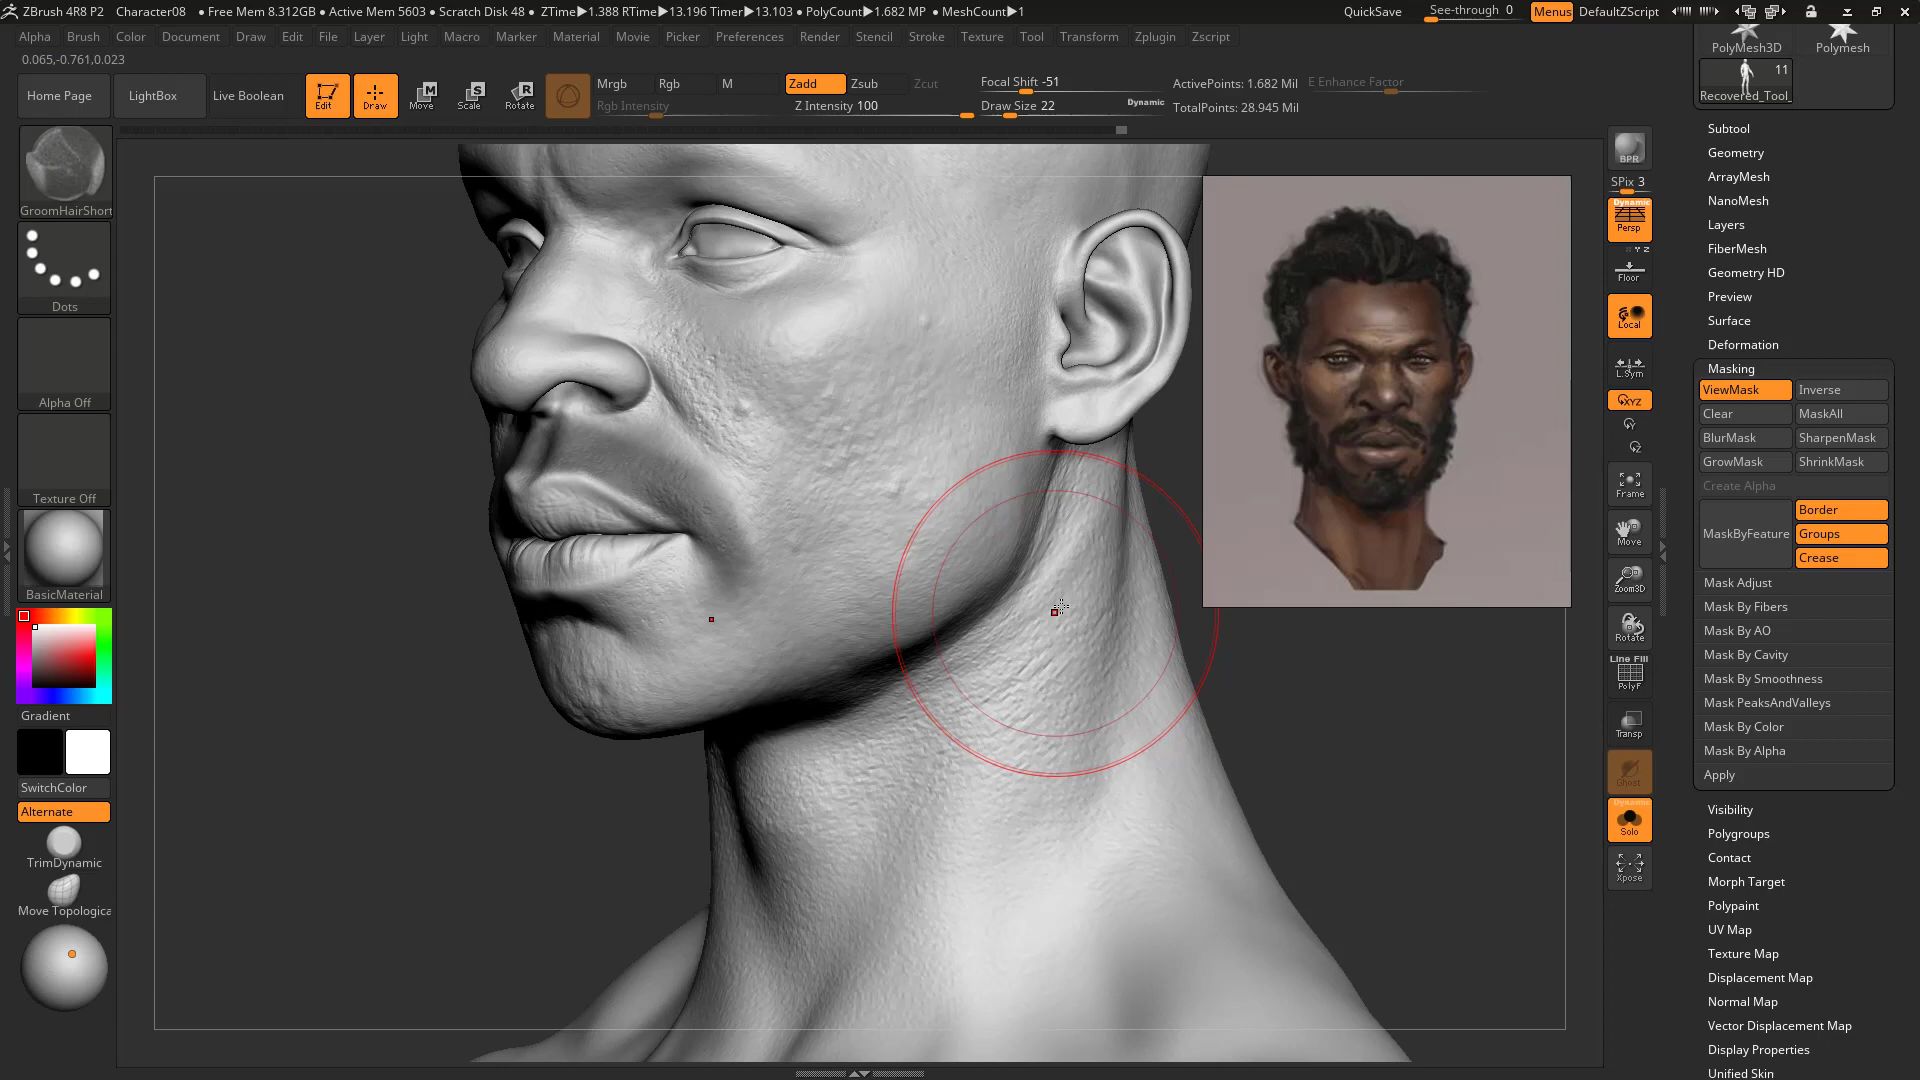 ZBrush 4R8 P2 Character08 ● Free Mem 8.312GB ● Active Mem 5603 ● Scratch Disk 48 ● ZTime▶1.388 RTime▶13.196 Timer▶13.103 ● PolyCount▶1.682 MP ● MeshCount▶1 QuickSave See-through 0 Menus DefaultZScript
Alpha Brush Color Document Draw Edit File Layer Light Macro Marker Material Movie Picker Preferences Render Stencil Stroke Texture Tool Transform Zplugin Zscript
0.065,-0.761,0.023
Home Page LightBox Live Boolean Edit Draw Move Scale Rotate
M
S
R
Mrgb Rgb M Zadd Zsub Zcut Focal Shift -51 ActivePoints: 1.682 Mil E Enhance Factor
Rgb Intensity Z Intensity 100 Draw Size 22 Dynamic TotalPoints: 28.945 Mil
GroomHairShort
Dots
Alpha Off
Texture Off
BasicMaterial
Gradient
SwitchColor
Alternate
TrimDynamic
Move Topologica
BPR
SPix 3
Dynamic
Persp
Floor
Local
L.Sym
XYZ
Y
Z
Frame
Move
Zoom3D
Rotate
Line Fill
PolyF
Transp
Ghost
Dynamic
Solo
Xpose
PolyMesh3D Polymesh
11
Recovered_Tool_
Subtool
Geometry
ArrayMesh
NanoMesh
Layers
FiberMesh
Geometry HD
Preview
Surface
Deformation
Masking
ViewMask Inverse
Clear MaskAll
BlurMask SharpenMask
GrowMask ShrinkMask
Create Alpha
MaskByFeature
Border
Groups
Crease
Mask Adjust
Mask By Fibers
Mask By AO
Mask By Cavity
Mask By Smoothness
Mask PeaksAndValleys
Mask By Color
Mask By Alpha
Apply
Visibility
Polygroups
Contact
Morph Target
Polypaint
UV Map
Texture Map
Displacement Map
Normal Map
Vector Displacement Map
Display Properties
Unified Skin